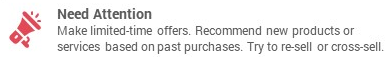 Need Attention
Make limited-time offers. Recommend new products or
services based on past purchases. Try to re-sell or cross-sell.